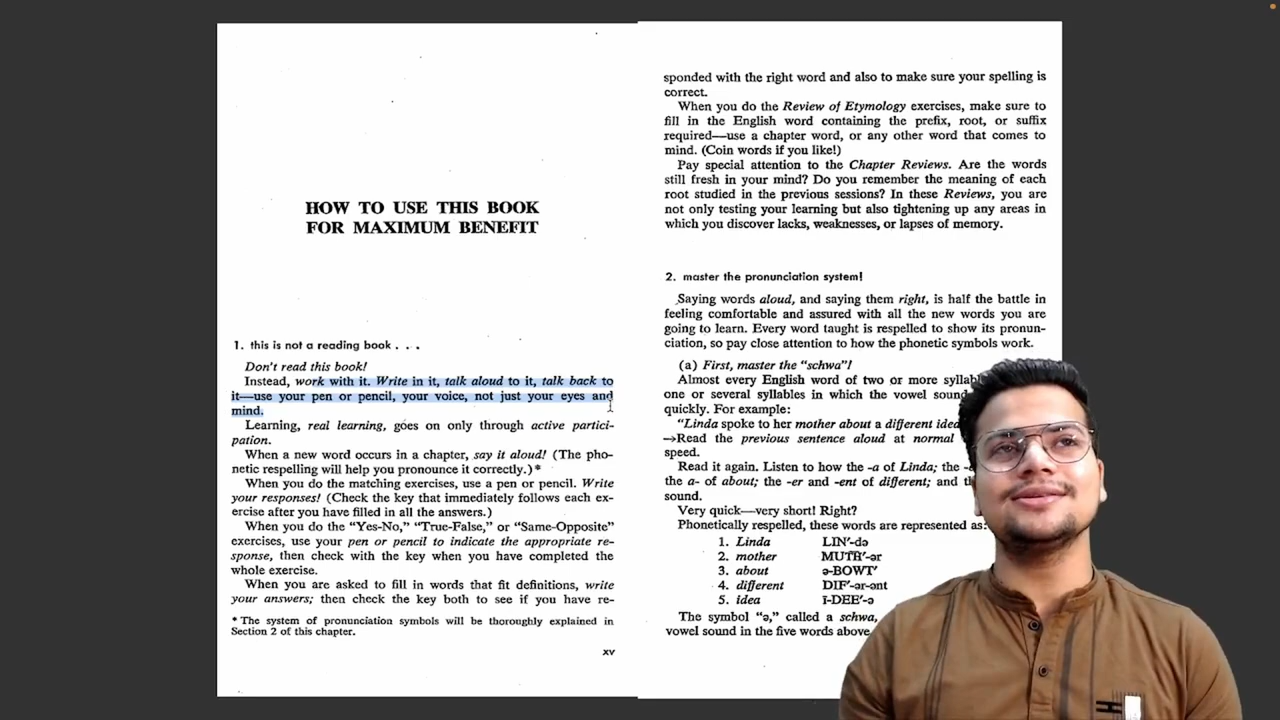 HOW TO USE THIS BOOK
FOR MAXIMUM BENEFIT
1. this is not a reading book . . .
Don't read this book!
Instead, work with it. Write in it, talk aloud to it, talk back to
it—use your pen or pencil, your voice, not just your eyes and
mind.
Learning, real learning, goes on only through active partici-
pation.
When a new word occurs in a chapter, say it aloud! (The pho-
netic respelling will help you pronounce it correctly.)*
When you do the matching exercises, use a pen or pencil. Write
your responses! (Check the key that immediately follows each ex-
ercise after you have filled in all the answers.)
When you do the "Yes-No," "True-False," or "Same-Opposite"
exercises, use your pen or pencil to indicate the appropriate re-
sponse, then check with the key when you have completed the
whole exercise.
When you are asked to fill in words that fit definitions, write
your answers; then check the key both to see if you have re-
* The system of pronunciation symbols will be thoroughly explained in
Section 2 of this chapter.
xv
sponded with the right word and also to make sure your spelling is
correct.
When you do the Review of Etymology exercises, make sure to
fill in the English word containing the prefix, root, or suffix
required—use a chapter word, or any other word that comes to
mind. (Coin words if you like!)
Pay special attention to the Chapter Reviews. Are the words
still fresh in your mind? Do you remember the meaning of each
root studied in the previous sessions? In these Reviews, you are
not only testing your learning but also tightening up any areas in
which you discover lacks, weaknesses, or lapses of memory.
2. master the pronunciation system!
Saying words aloud, and saying them right, is half the battle in
feeling comfortable and assured with all the new words you are
going to learn. Every word taught is respelled to show its pronun-
ciation, so pay close attention to how the phonetic symbols work.
(a) First, master the "schwa"!
Almost every English word of two or more syllab
one or several syllables in which the vowel sound
quickly. For example:
"Linda spoke to her mother about a different idea
→Read the previous sentence aloud at normal
speed.
Read it again. Listen to how the -a of Linda; the
the a- of about; the -er and -ent of different; and
sound.
Very quick—very short! Right?
Phonetically respelled, these words are represented as:
1. Linda LIN'-də
2. mother MUTH'-ər
3. about ə-BOWT'
4. different DIF'-ər-ənt
5. idea ī-DEE'-ə
The symbol "ə," called a schwa,
vowel sound in the five words above